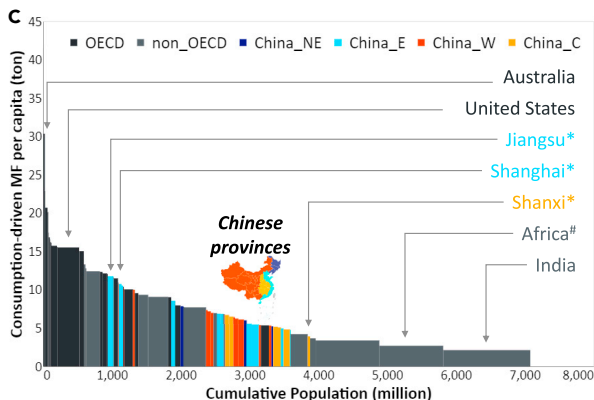 C
Consumption-driven MF per capita (ton)
45
40
35
30
25
20
15
10
5
0
OECD non_OECD China_NE China_E China_W China_C
Australia
United States
Jiangsu*
Shanghai*
Shanxi*
Africa#
India
Chinese
provinces
0 1,000 2,000 3,000 4,000 5,000 6,000 7,000 8,000
Cumulative Population (million)